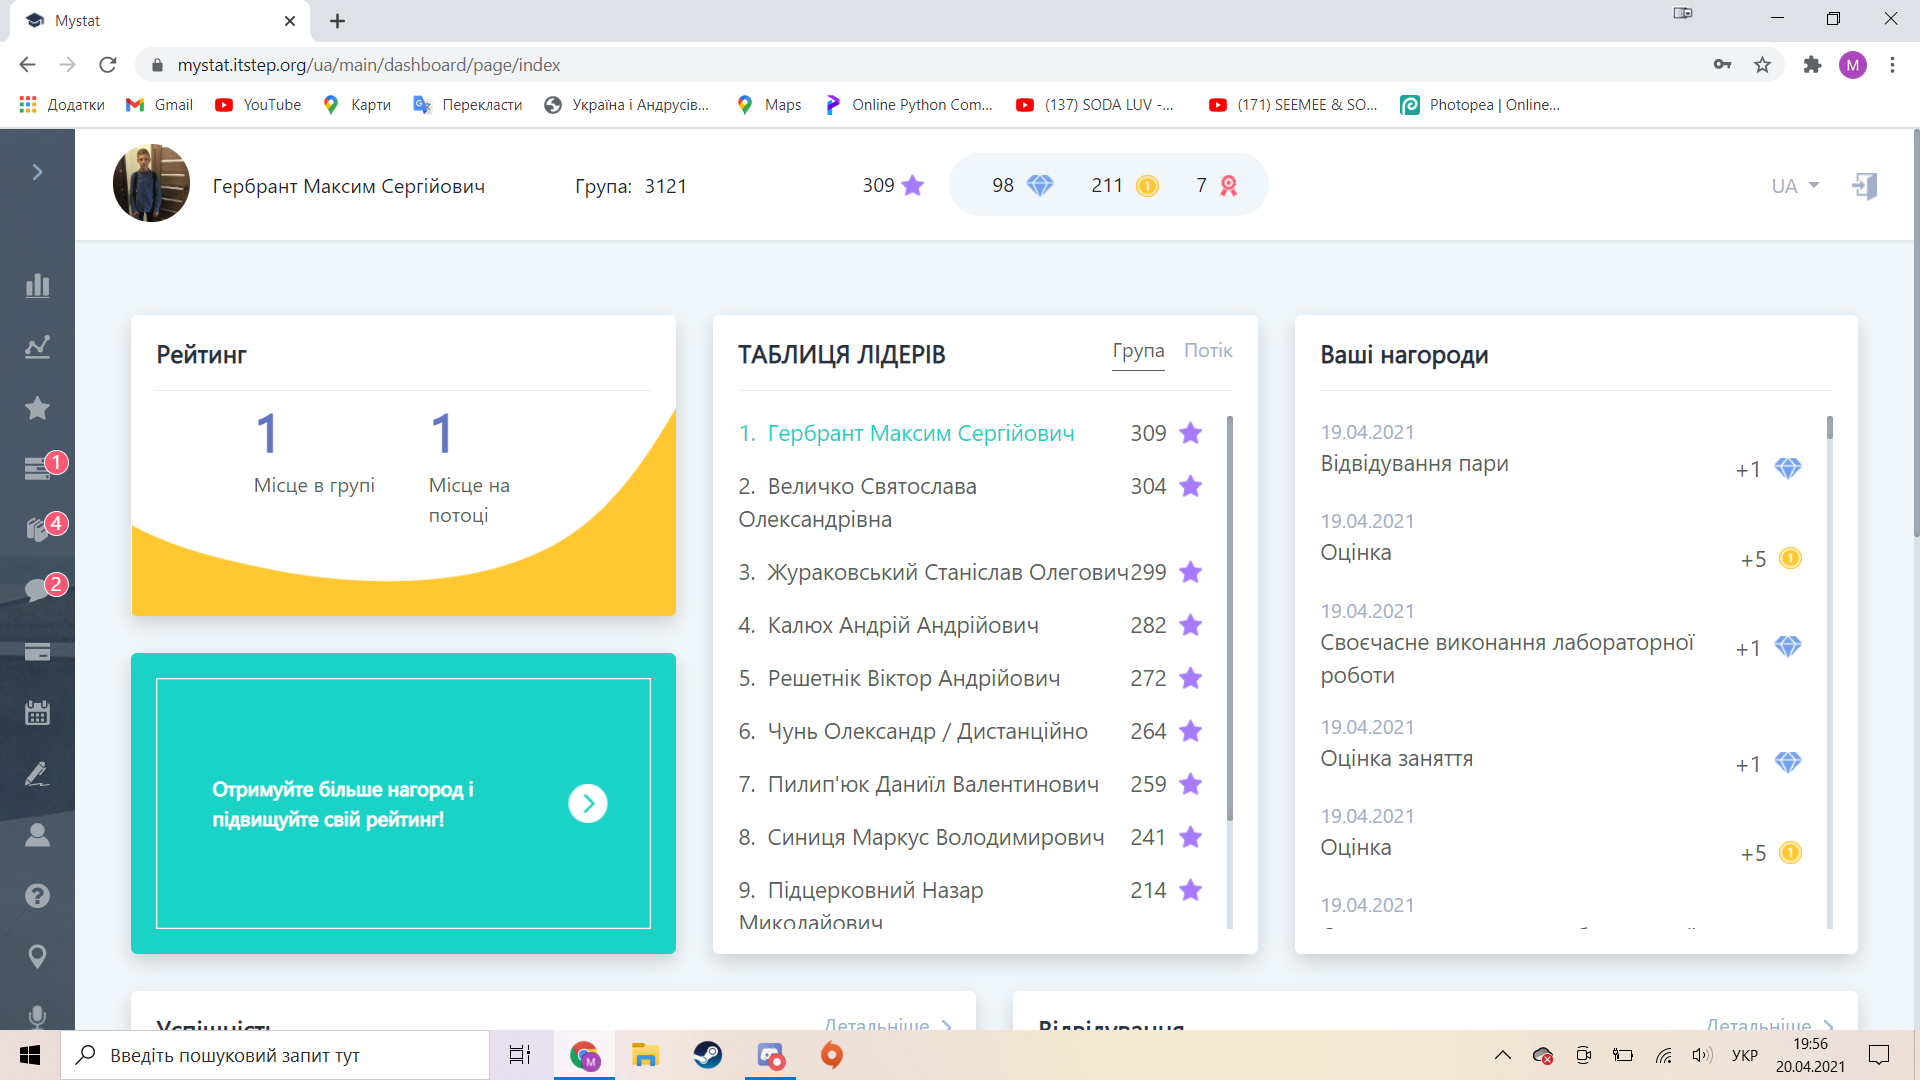 Mystat
mystat.itstep.org/ua/main/dashboard/page/index
M
Додатки
Gmail
YouTube
Карти
Перекласти
Україна і Андрусів...
Maps
Online Python Com...
(137) SODA LUV -...
(171) SEEMEE & SO...
Photopea | Online...
Гербрант Максим Сергійович
Група: 3121
309
98
211
7
UA
1
4
2
Рейтинг
1
Місце в групі
1
Місце на
потоці
Отримуйте більше нагород і
підвищуйте свій рейтинг!
ТАБЛИЦЯ ЛІДЕРІВ
Група
Потік
1. Гербрант Максим Сергійович 309
2. Величко Святослава 304
Олександрівна
3. Жураковський Станіслав Олегович 299
4. Калюх Андрій Андрійович 282
5. Решетнік Віктор Андрійович 272
6. Чунь Олександр / Дистанційно 264
7. Пилип'юк Даниїл Валентинович 259
8. Синиця Маркус Володимирович 241
9. Підцерковний Назар 214
Миколайович
Ваші нагороди
19.04.2021
Відвідування пари +1
19.04.2021
Оцінка +5
19.04.2021
Своєчасне виконання лабораторної +1
роботи
19.04.2021
Оцінка заняття +1
19.04.2021
Оцінка +5
19.04.2021
Успішність
Детальніше
Відвідування
Детальніше
Введіть пошуковий запит тут
M
УКР
19:56
20.04.2021